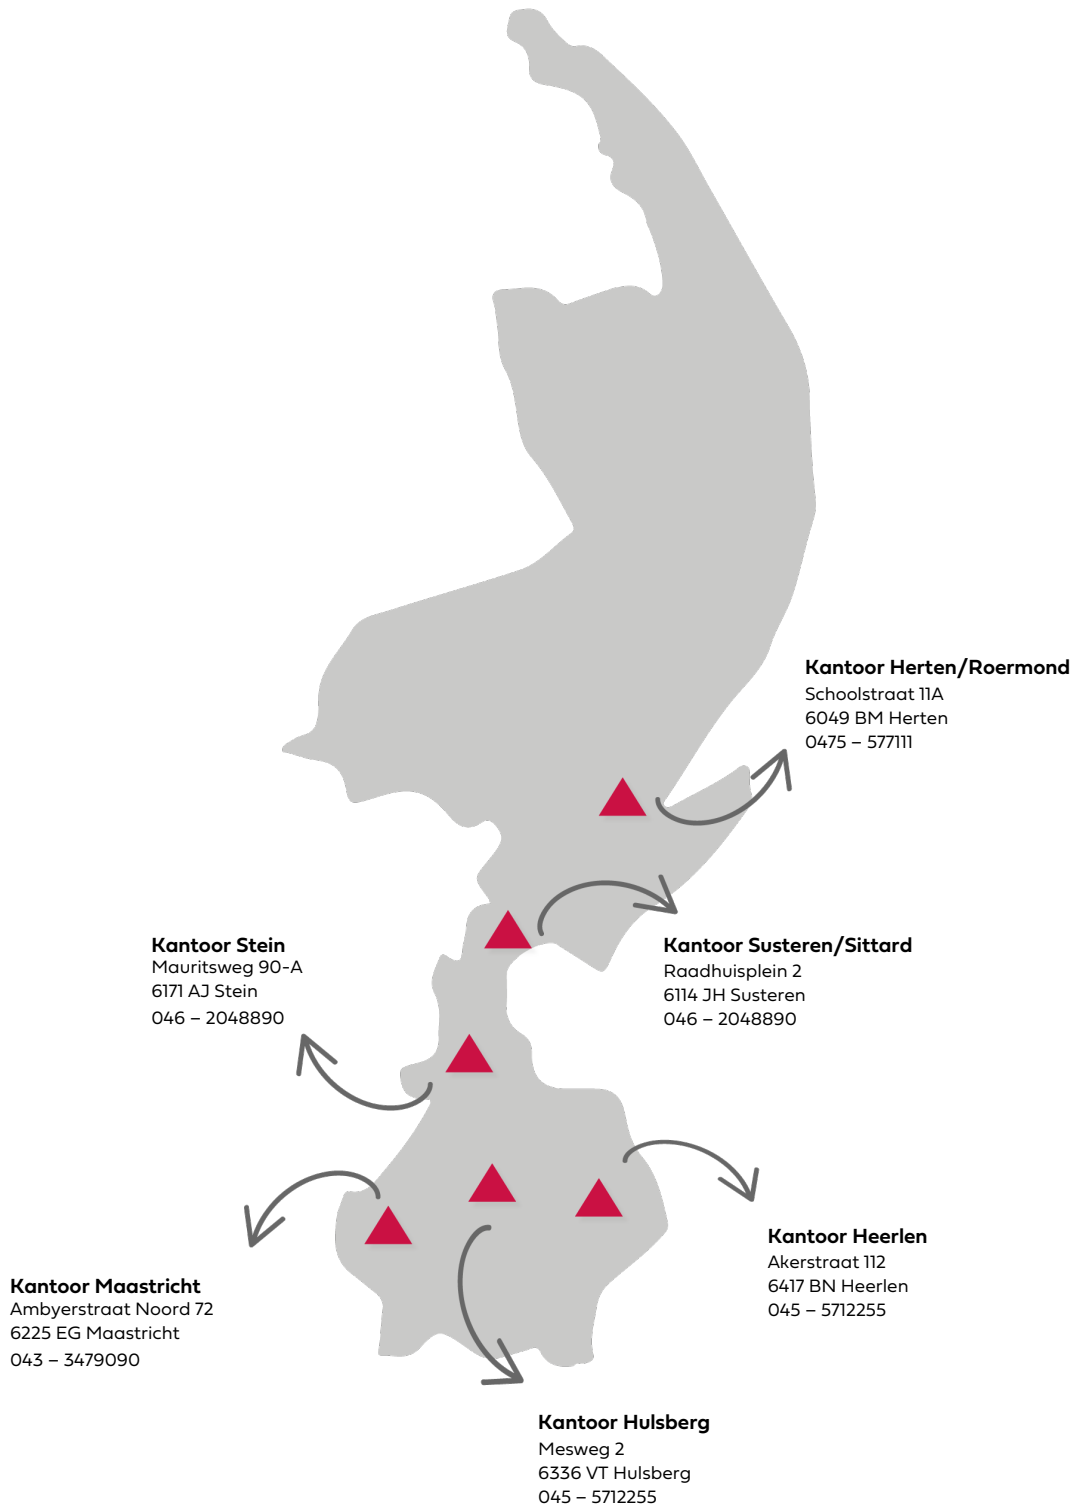 Kantoor Herten/Roermond
Schoolstraat 11A
6049 BM Herten
0475 – 577111
Kantoor Stein
Mauritsweg 90-A
6171 AJ Stein
046 – 2048890
Kantoor Susteren/Sittard
Raadhuisplein 2
6114 JH Susteren
046 – 2048890
Kantoor Heerlen
Akerstraat 112
6417 BN Heerlen
045 – 5712255
Kantoor Maastricht
Ambyerstraat Noord 72
6225 EG Maastricht
043 – 3479090
Kantoor Hulsberg
Mesweg 2
6336 VT Hulsberg
045 – 5712255